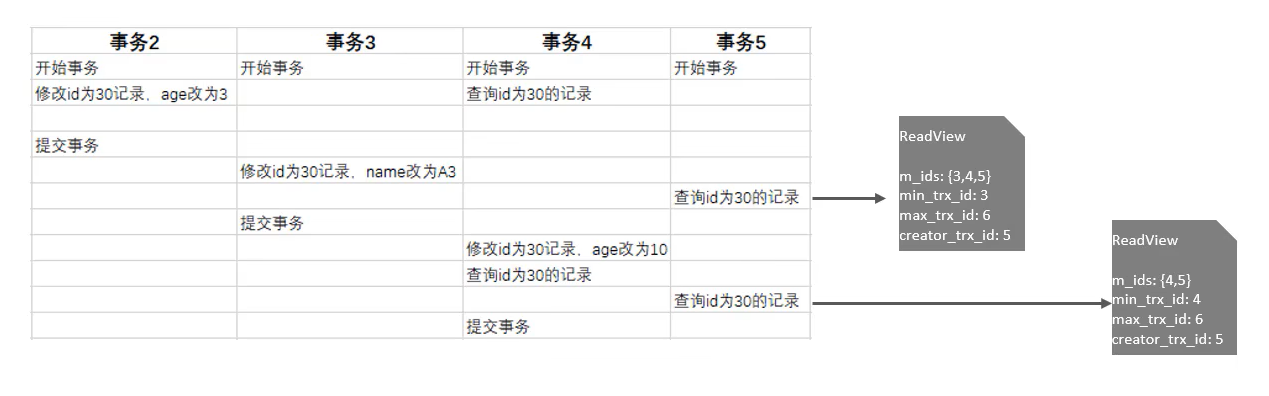 事务2 事务3 事务4 事务5
开始事务 开始事务 开始事务 开始事务
修改id为30记录，age改为3 查询id为30的记录
提交事务
修改id为30记录，name改为A3
查询id为30的记录
提交事务
修改id为30记录，age改为10
查询id为30的记录
查询id为30的记录
提交事务
ReadView
m_ids: {3,4,5}
min_trx_id: 3
max_trx_id: 6
creator_trx_id: 5
ReadView
m_ids: {4,5}
min_trx_id: 4
max_trx_id: 6
creator_trx_id: 5